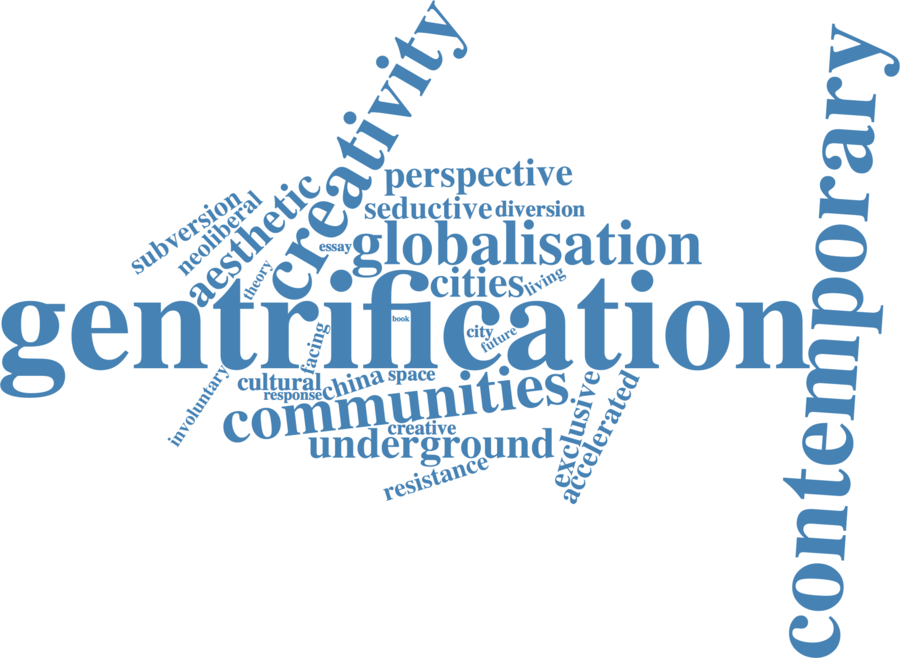 creativity
contemporary
perspective
subversion
neoliberal
aesthetic
seductive
diversion
essay
globalisation
theory
cities
living
gentrification
book
city
future
facing
involuntary
cultural
china
space
response
communities
exclusive
accelerated
creative
underground
resistance